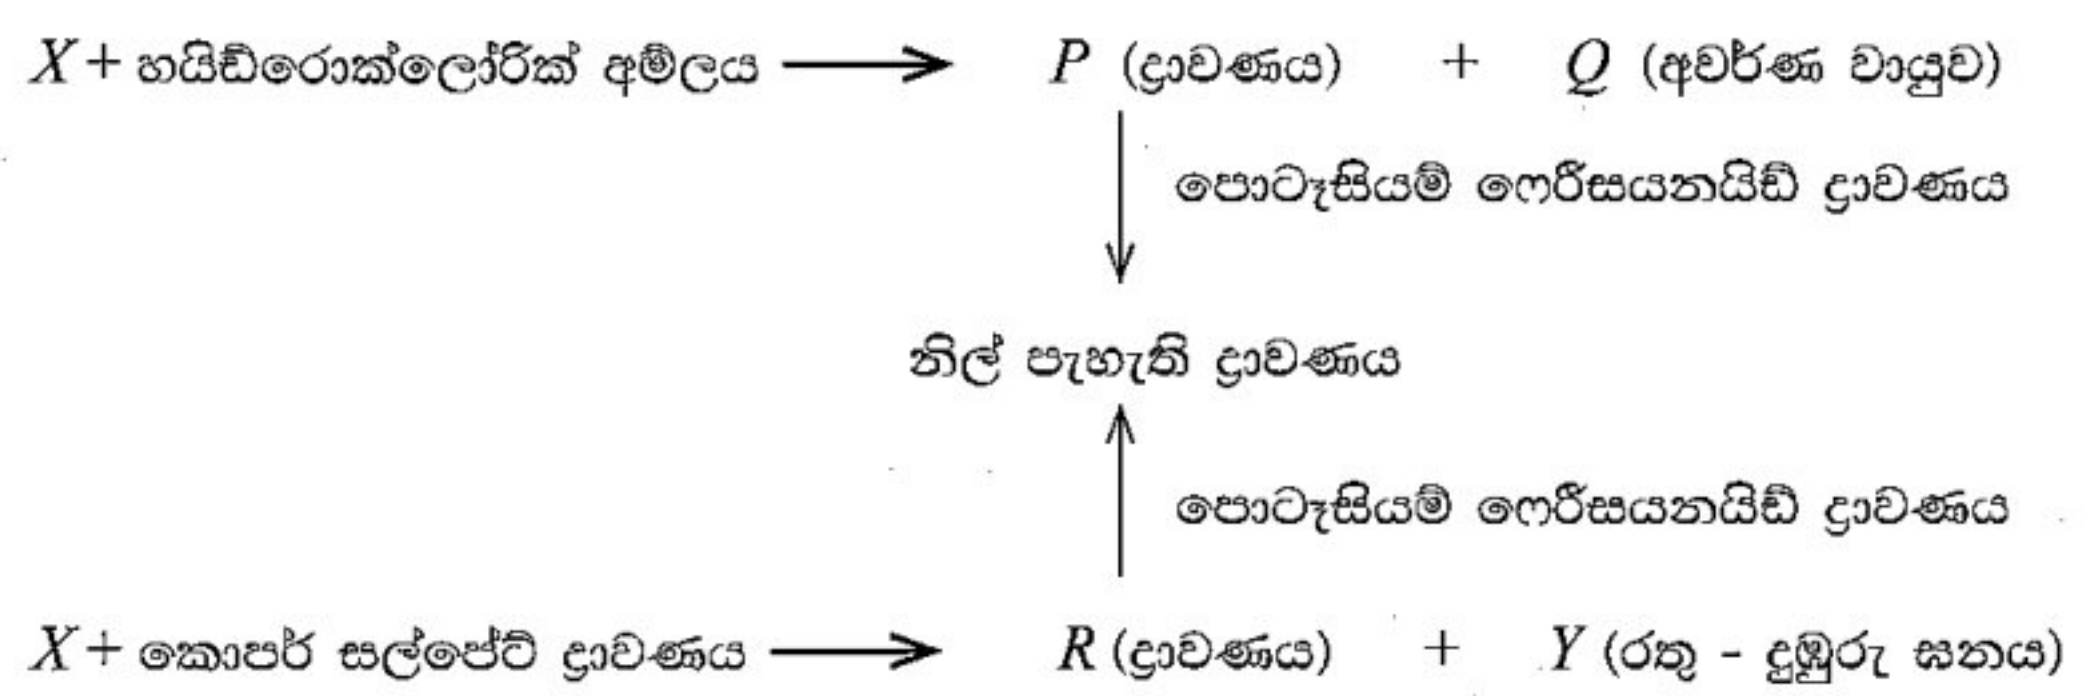 X + හයිඩ්රොක්ලෝරික් අම්ලය ⟶ P (ද්‍රාවණය) + Q (අවර්ණ වායුව)
පොටෑසියම් ෆෙරීසයනයිඩ් ද්‍රාවණය
නිල් පැහැති ද්‍රාවණය
පොටෑසියම් ෆෙරීසයනයිඩ් ද්‍රාවණය
X + කොපර් සල්පේට් ද්‍රාවණය ⟶ R (ද්‍රාවණය) + Y (රතු - දුඹුරු ඝනය)